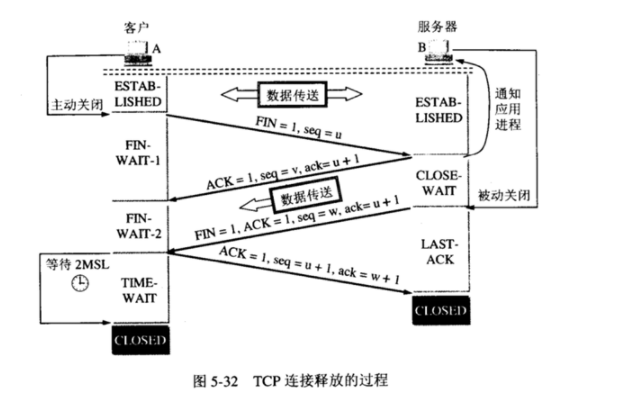 客户
服务器
A
B
ESTAB-
LISHED
数据传送
通知
应用
进程
主动关闭
ESTAB-
LISHED
FIN = 1, seq = u
FIN-
WAIT-1
ACK = 1, seq = v, ack= u + 1
CLOSE-
WAIT
数据传送
被动关闭
FIN-
WAIT-2
FIN = 1, ACK = 1, seq = w, ack= u + 1
等待 2MSL
LAST-
ACK
ACK = 1, seq = u + 1, ack = w + 1
TIME-
WAIT
CLOSED
CLOSED
图 5-32 TCP 连接释放的过程